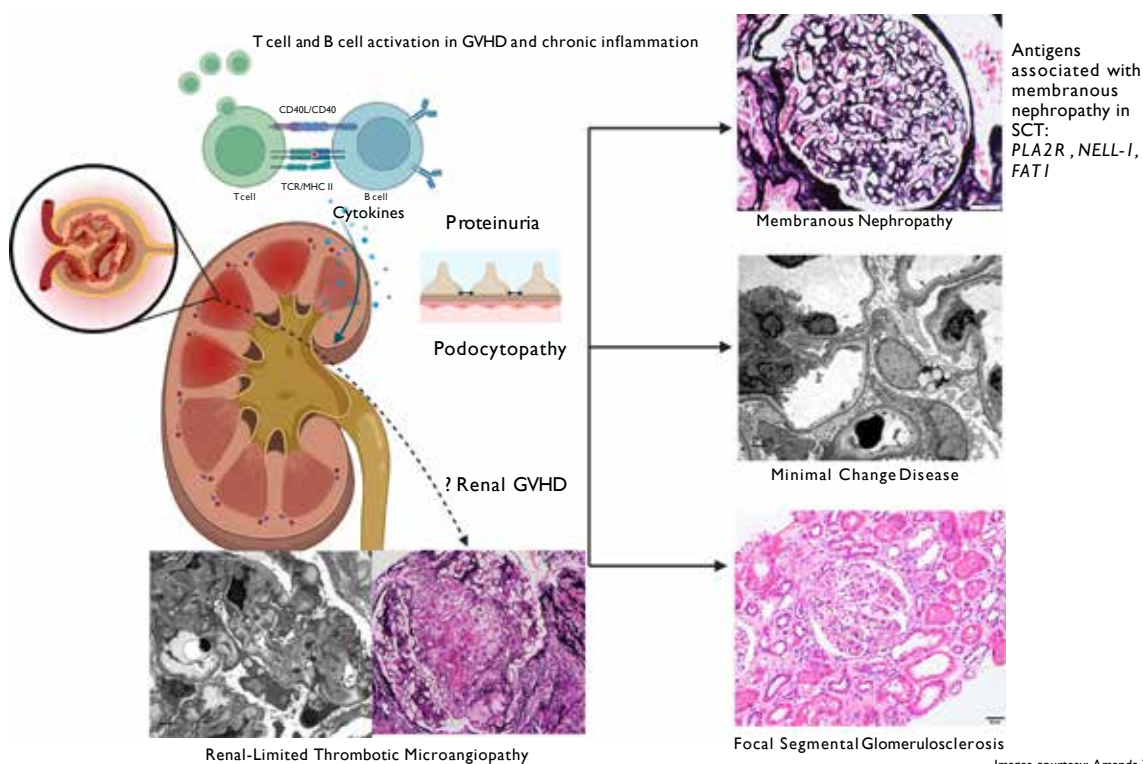 T cell and B cell activation in GVHD and chronic inflammation
CD40L/CD40
TCR/MHC II
T cell
B cell
Cytokines
Proteinuria
Podocytopathy
? Renal GVHD
Renal-Limited Thrombotic Microangiopathy
Membranous Nephropathy
Antigens
associated with
membranous
nephropathy in
SCT:
PLA2R , NELL-1,
FAT1
Minimal Change Disease
Focal Segmental Glomerulosclerosis
Images courtesy: Amanda